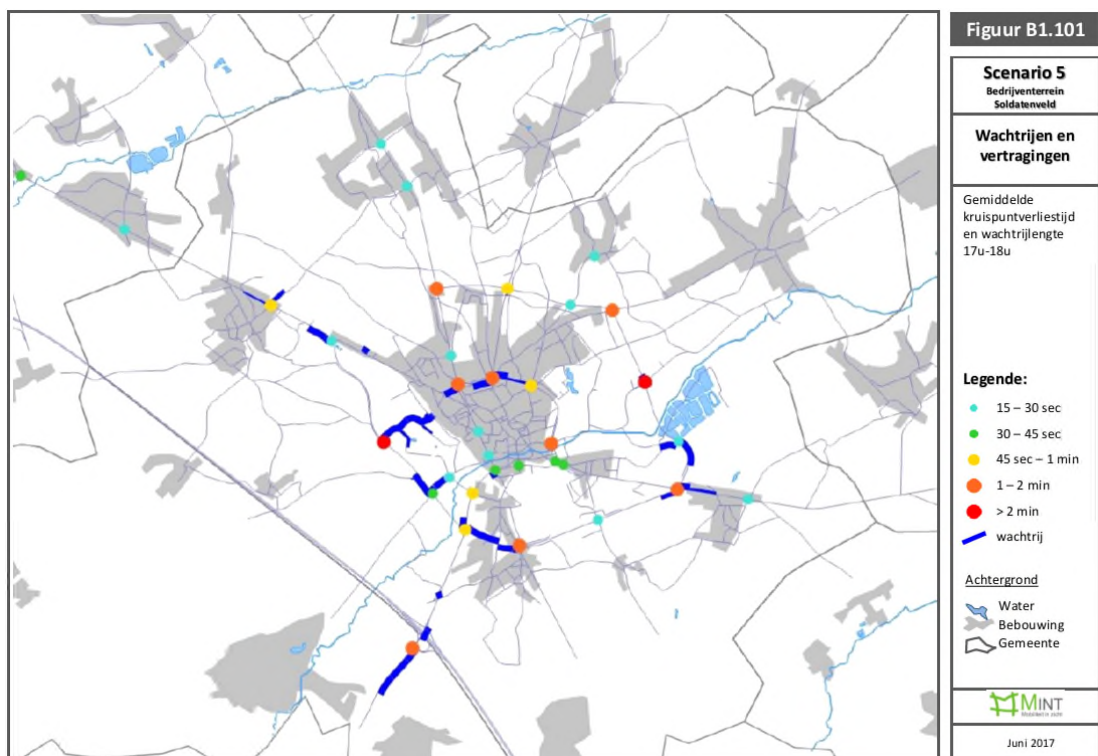 Figuur B1.101
Scenario 5
Bedrijventerrein
Soldatenveld
Wachtrijen en
vertragingen
Gemiddelde
kruispuntverliestijd
en wachtrijlengte
17u-18u
Legende:
15 – 30 sec
30 – 45 sec
45 sec – 1 min
1 – 2 min
> 2 min
wachtrij
Achtergrond
Water
Bebouwing
Gemeente
MINT
Juni 2017